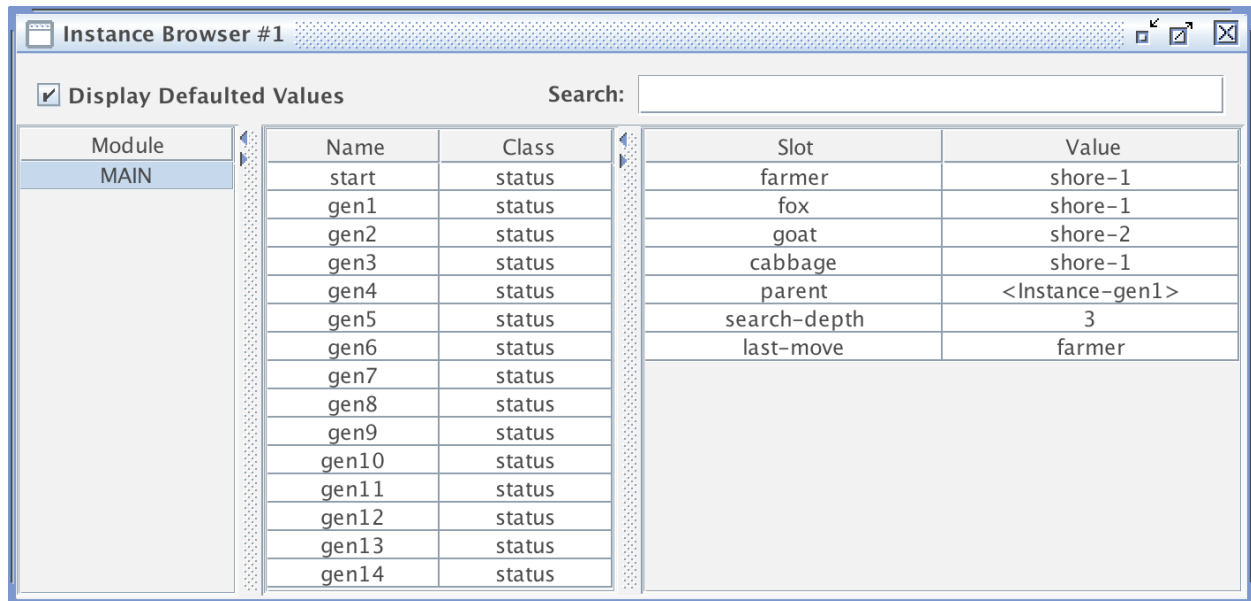 Instance Browser #1
Display Defaulted Values Search:
Module Name Class Slot Value
MAIN start status farmer shore-1
gen1 status fox shore-1
gen2 status goat shore-2
gen3 status cabbage shore-1
gen4 status parent <Instance-gen1>
gen5 status search-depth 3
gen6 status last-move farmer
gen7 status
gen8 status
gen9 status
gen10 status
gen11 status
gen12 status
gen13 status
gen14 status